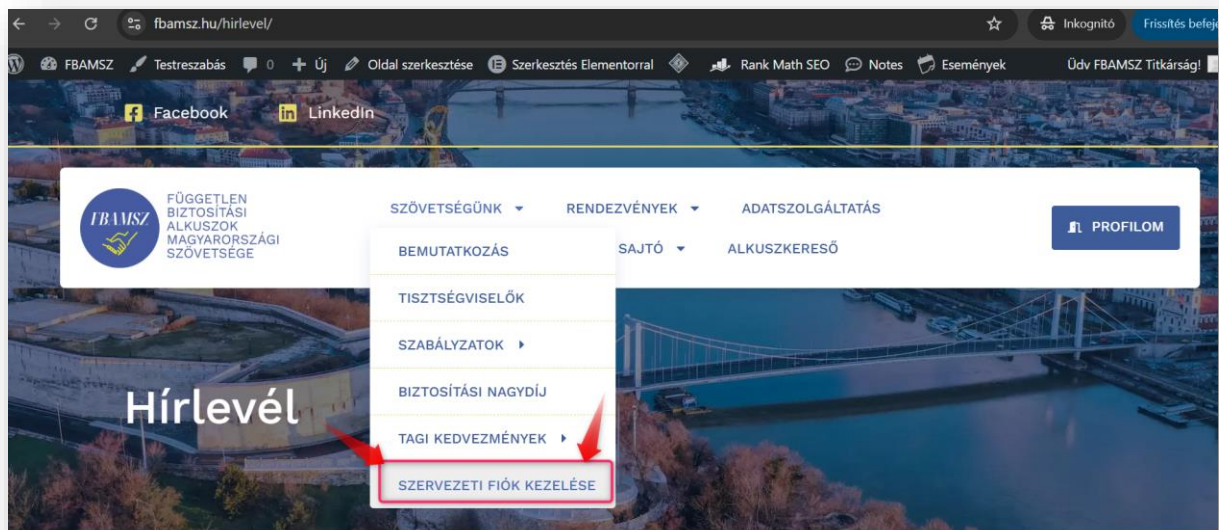 fbamsz.hu/hirlevel/
Inkognitó
Frissítés befeje
FBAMSZ Testreszabás 0 Új Oldal szerkesztése Szerkesztés Elementorral Rank Math SEO Notes Események Üdv FBAMSZ Titkárság!
Facebook LinkedIn
FBAMSZ
FÜGGETLEN
BIZTOSÍTÁSI
ALKUSZOK
MAGYARORSZÁGI
SZÖVETSÉGE
SZÖVETSÉGÜNK RENDEZVÉNYEK ADATSZOLGÁLTATÁS
SAJTÓ ALKUSZKERESŐ
PROFILOM
BEMUTATKOZÁS
TISZTSÉGVISELŐK
SZABÁLYZATOK
BIZTOSÍTÁSI NAGYDÍJ
TAGI KEDVEZMÉNYEK
SZERVEZETI FIÓK KEZELÉSE
Hírlevél